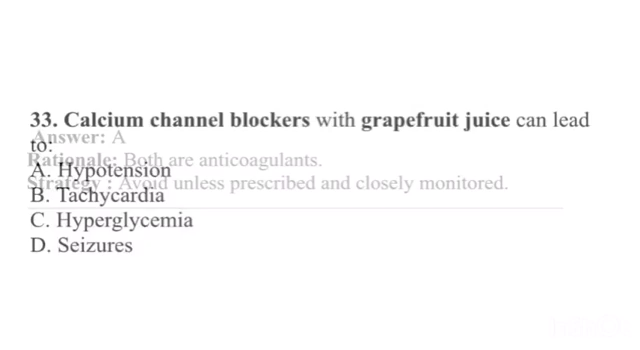 33. Calcium channel blockers with grapefruit juice can lead
Answer: A
to:
Rationale: Both are anticoagulants.
A. Hypotension
Strategy : Avoid unless prescribed and closely monitored.
B. Tachycardia
C. Hyperglycemia
D. Seizures